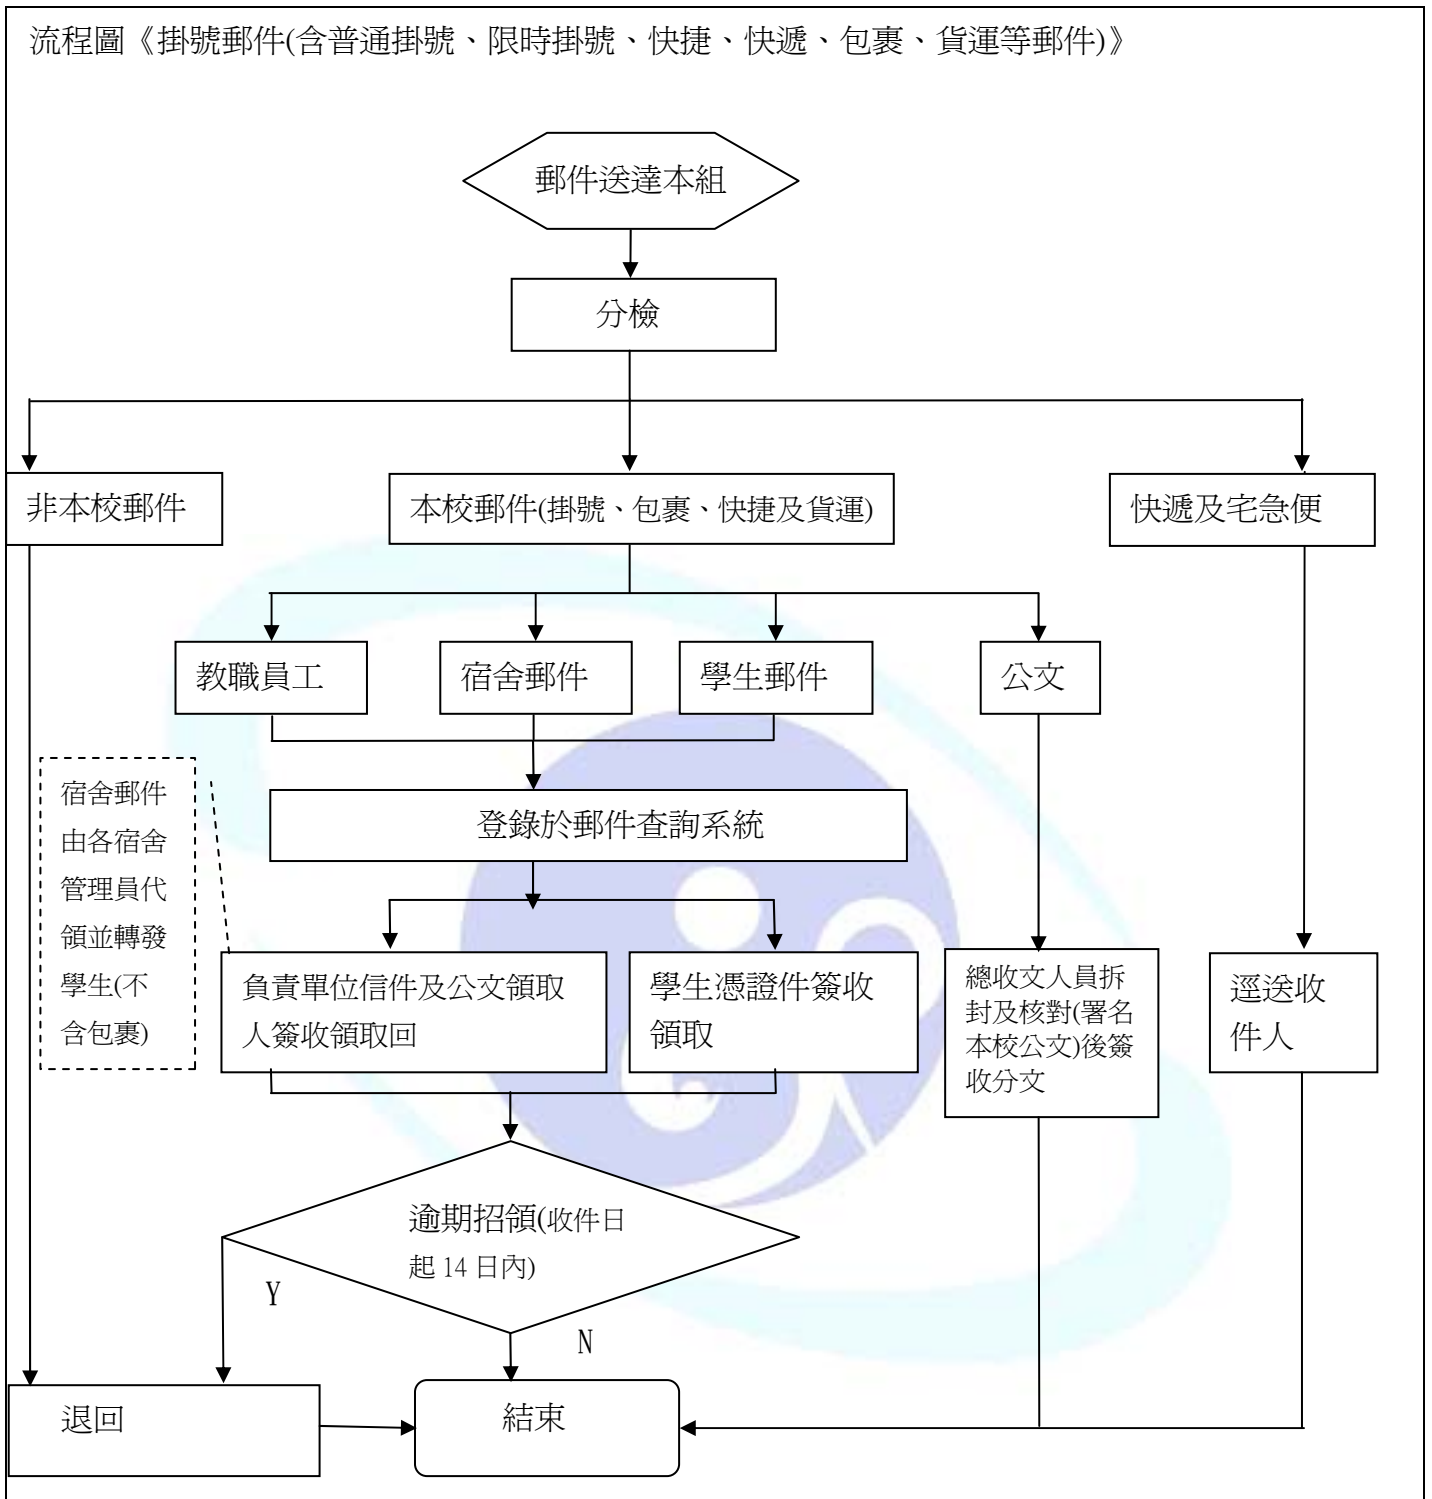 流程圖《掛號郵件(含普通掛號、限時掛號、快捷、快遞、包裹、貨運等郵件)》
郵件送達本組
分檢
非本校郵件
本校郵件(掛號、包裹、快捷及貨運)
快遞及宅急便
教職員工
宿舍郵件
學生郵件
公文
宿舍郵件
由各宿舍
管理員代
領並轉發
學生(不
含包裹)
登錄於郵件查詢系統
負責單位信件及公文領取
人簽收領取回
學生憑證件簽收
領取
總收文人員拆
封及核對(署名
本校公文)後簽
收分文
逕送收
件人
逾期招領(收件日
起 14 日內)
Y
N
退回
結束